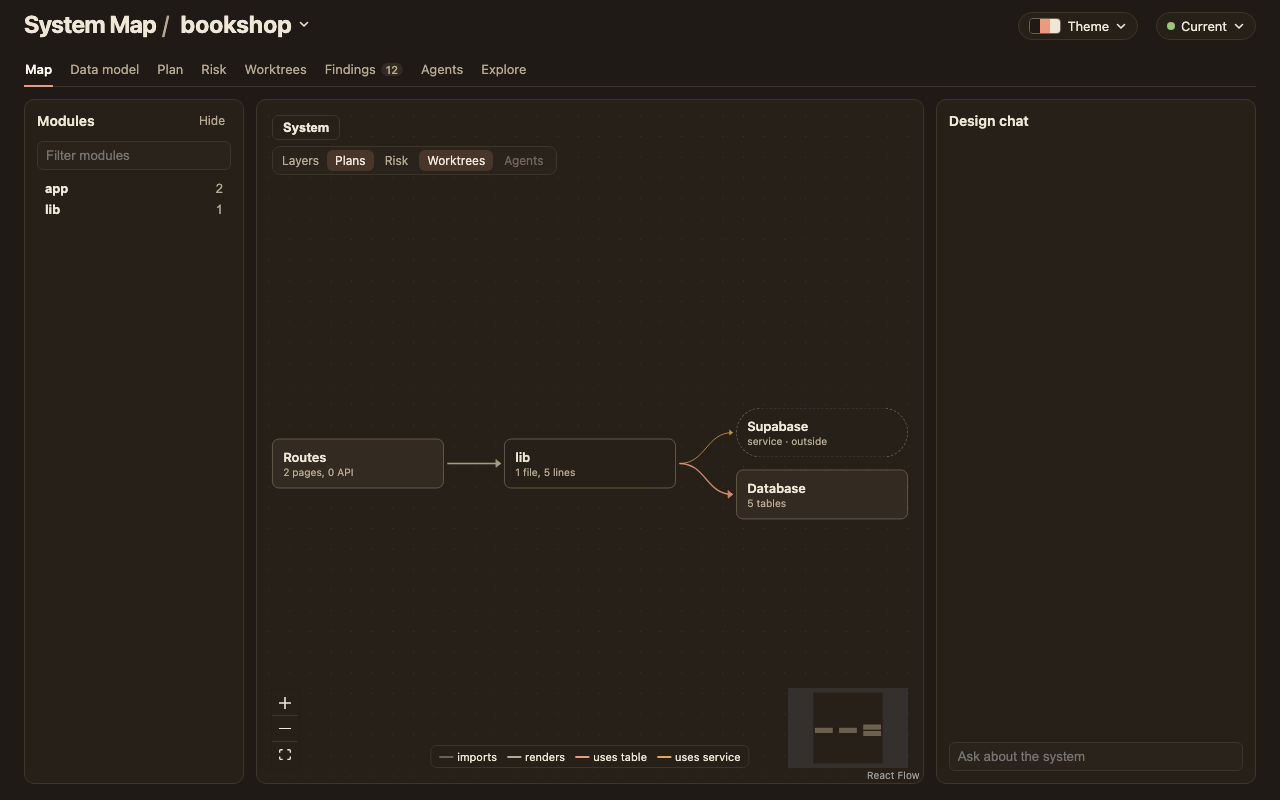 System Map / bookshop
Theme
Current
Map
Data model
Plan
Risk
Worktrees
Findings 12
Agents
Explore
Modules
Hide
Filter modules
app 2
lib 1
System
Layers
Plans
Risk
Worktrees
Agents
Routes
2 pages, 0 API
lib
1 file, 5 lines
Supabase
service · outside
Database
5 tables
imports
renders
uses table
uses service
React Flow
Design chat
Ask about the system